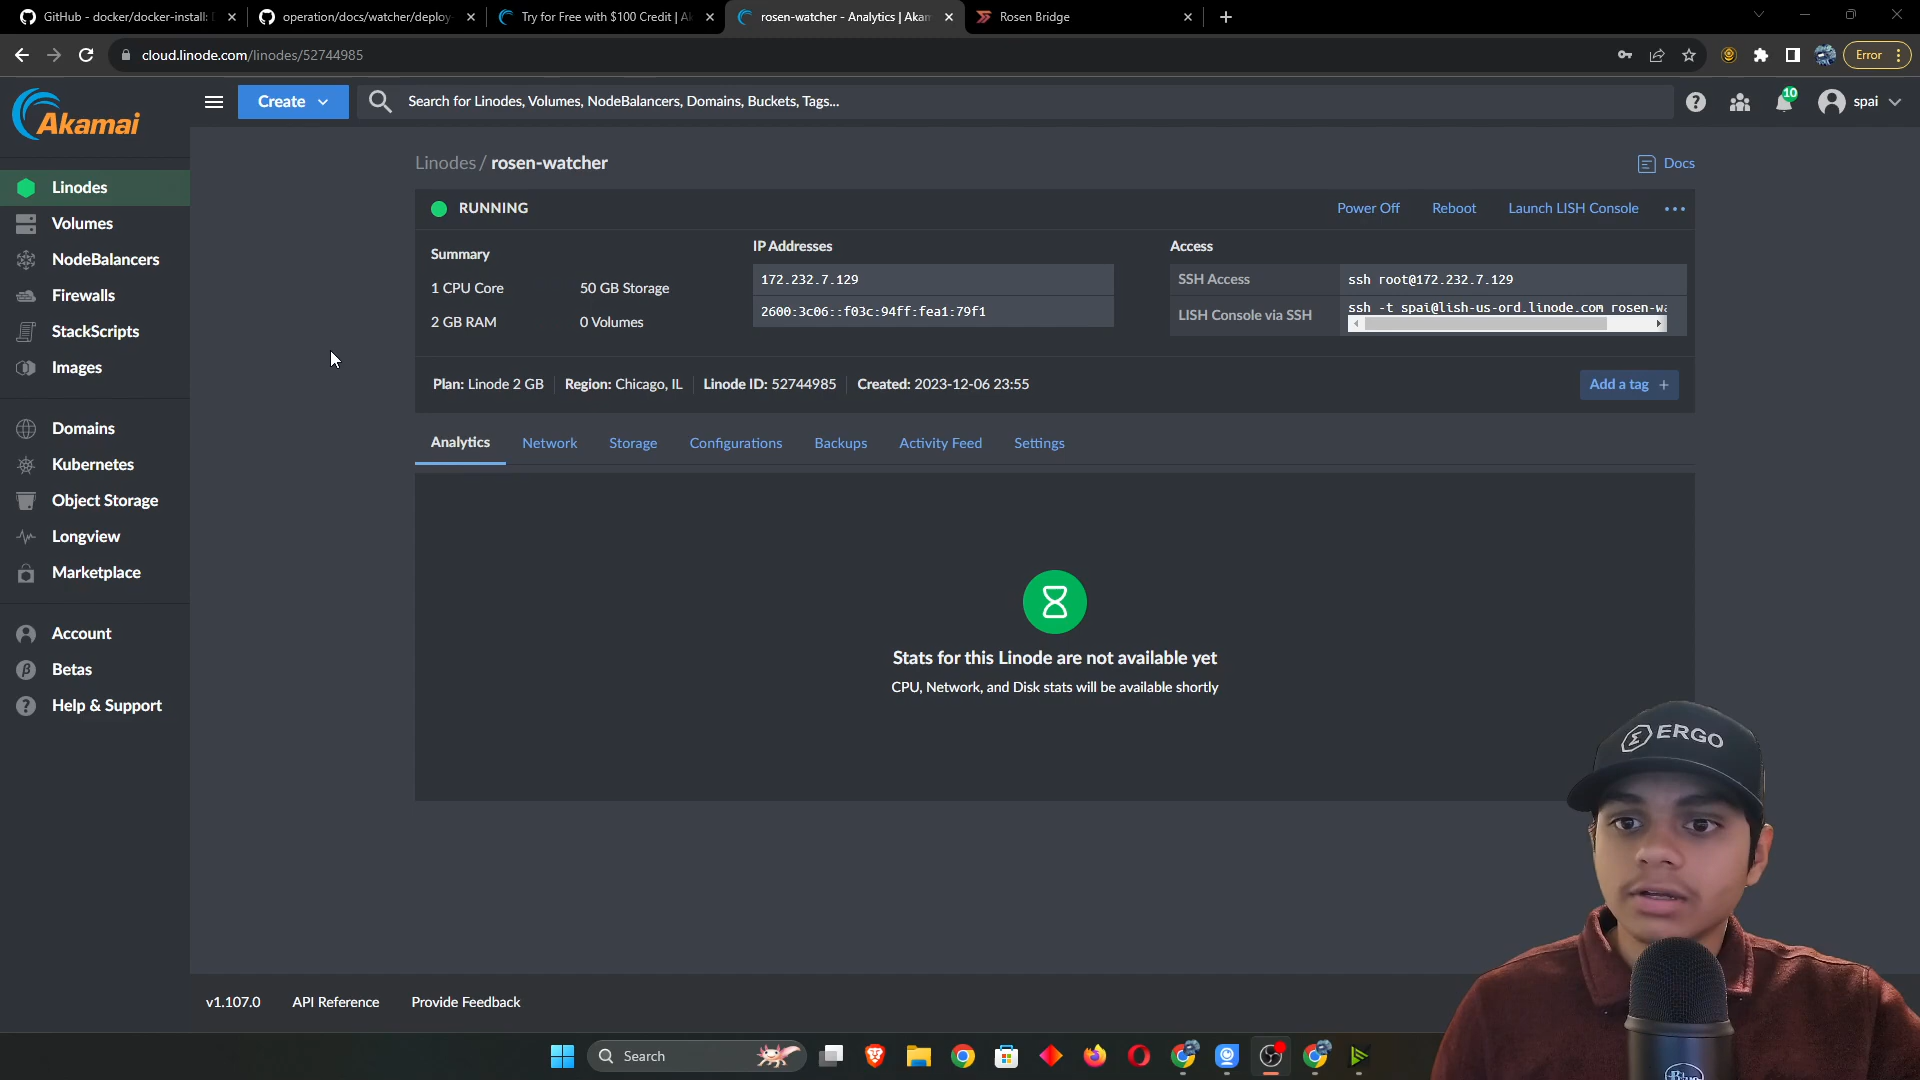 GitHub - docker/docker-install:
operation/docs/watcher/deploy-
Try for Free with $100 Credit | Ak
rosen-watcher - Analytics | Akam
Rosen Bridge
cloud.linode.com/linodes/52744985
Error
Akamai
Create
Search for Linodes, Volumes, NodeBalancers, Domains, Buckets, Tags...
10
spai
Linodes
Volumes
NodeBalancers
Firewalls
StackScripts
Images
Domains
Kubernetes
Object Storage
Longview
Marketplace
Account
Betas
Help & Support
Linodes / rosen-watcher
Docs
RUNNING
Power Off
Reboot
Launch LISH Console
Summary
1 CPU Core
50 GB Storage
2 GB RAM
0 Volumes
IP Addresses
172.232.7.129
2600:3c06::f03c:94ff:fea1:79f1
Access
SSH Access
ssh root@172.232.7.129
LISH Console via SSH
ssh -t spai@lish-us-ord.linode.com rosen-wa
Plan: Linode 2 GB
Region: Chicago, IL
Linode ID: 52744985
Created: 2023-12-06 23:55
Add a tag +
Analytics
Network
Storage
Configurations
Backups
Activity Feed
Settings
Stats for this Linode are not available yet
CPU, Network, and Disk stats will be available shortly
ERGO
v1.107.0
API Reference
Provide Feedback
Search